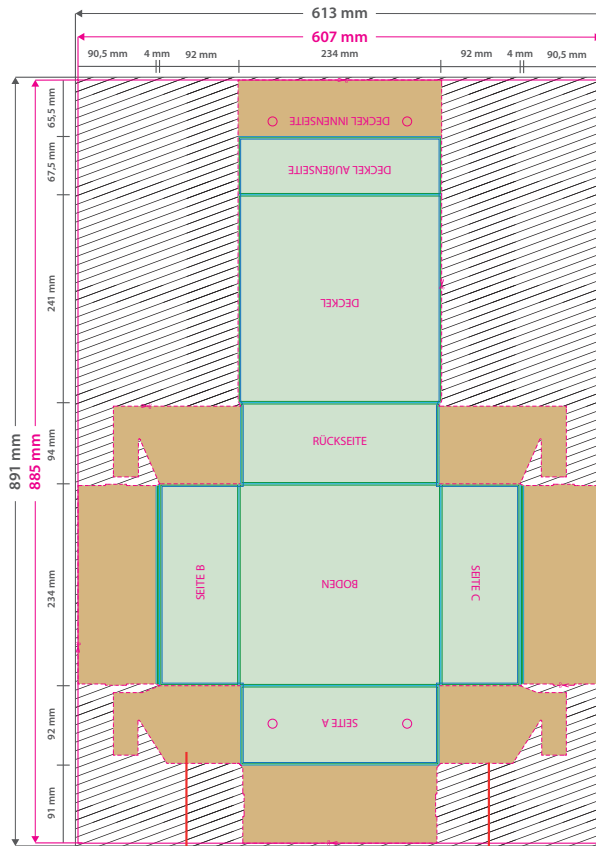 613 mm
607 mm
90,5 mm 4 mm 92 mm 234 mm 92 mm 4 mm 90,5 mm
891 mm
885 mm
65,5 mm
67,5 mm
241 mm
94 mm
234 mm
92 mm
91 mm
DECKEL INNENSEITE
DECKEL AUßENSEITE
DECKEL
RÜCKSEITE
SEITE B
BODEN
SEITE C
SEITE A